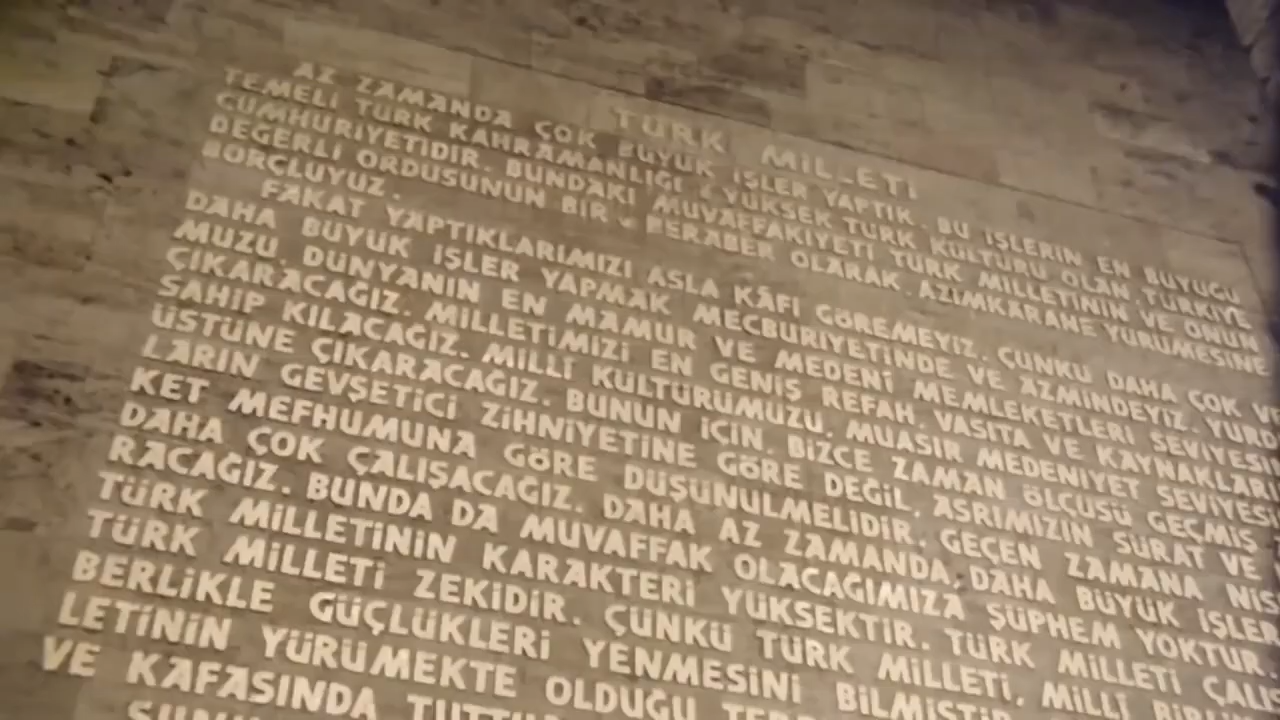 TÜRK MİLLETİ
AZ ZAMANDA ÇOK BÜYÜK İŞLER YAPTIK. BU İŞLERİN EN BÜYÜĞÜ
TEMELİ TÜRK KAHRAMANLIĞI YÜKSEK TÜRK KÜLTÜRÜ OLAN TÜRKİYE
CUMHURİYETİDİR. BUNDAKİ MUVAFFAKİYETİ TÜRK MİLLETİNİN VE ONUN
DEĞERLİ ORDUSUNUN BİR BERABER OLARAK AZİMKARANE YÜRÜMESİNE
BORÇLUYUZ.
FAKAT YAPTIKLARIMIZI ASLA KÂFİ GÖREMEYİZ. ÇÜNKÜ DAHA ÇOK VE
DAHA BÜYÜK İŞLER YAPMAK MECBURİYETİNDE VE AZMİNDEYİZ. YURD
MUZU DÜNYANIN EN MAMUR VE MEDENİ MEMLEKETLERİ SEVİYESİ
ÇIKARACAĞIZ. MİLLETİMİZİ EN GENİŞ REFAH, VASITA VE KAYNAKLARI
SAHİP KILACAĞIZ. MİLLİ KÜLTÜRÜMÜZÜ, MUASIR MEDENİYET SEVİYESİ
ÜSTÜNE ÇIKARACAĞIZ. BUNUN İÇİN, BİZCE ZAMAN ÖLÇÜSÜ GEÇMİŞ
LARIN GEVŞETİCİ ZİHNİYETİNE GÖRE DEĞİL, ASRIMIZIN SÜRAT VE
KET MEFHUMUNA GÖRE DÜŞÜNÜLMELİDİR. GEÇEN ZAMANA NİS
DAHA ÇOK ÇALIŞACAĞIZ. DAHA AZ ZAMANDA, DAHA BÜYÜK İŞLER
RACAĞIZ. BUNDA DA MUVAFFAK OLACAĞIMIZA ŞÜPHEM YOKTUR.
TÜRK MİLLETİNİN KARAKTERİ YÜKSEKTİR. TÜRK MİLLETİ ÇALIŞ
TÜRK MİLLETİ ZEKİDİR. ÇÜNKÜ TÜRK MİLLETİ, MİLLİ BİR
BERLİKLE GÜÇLÜKLERİ YENMESİNİ BİLMİŞTİR
LETİNİN YÜRÜMEKTE OLDUĞU
VE KAFASINDA